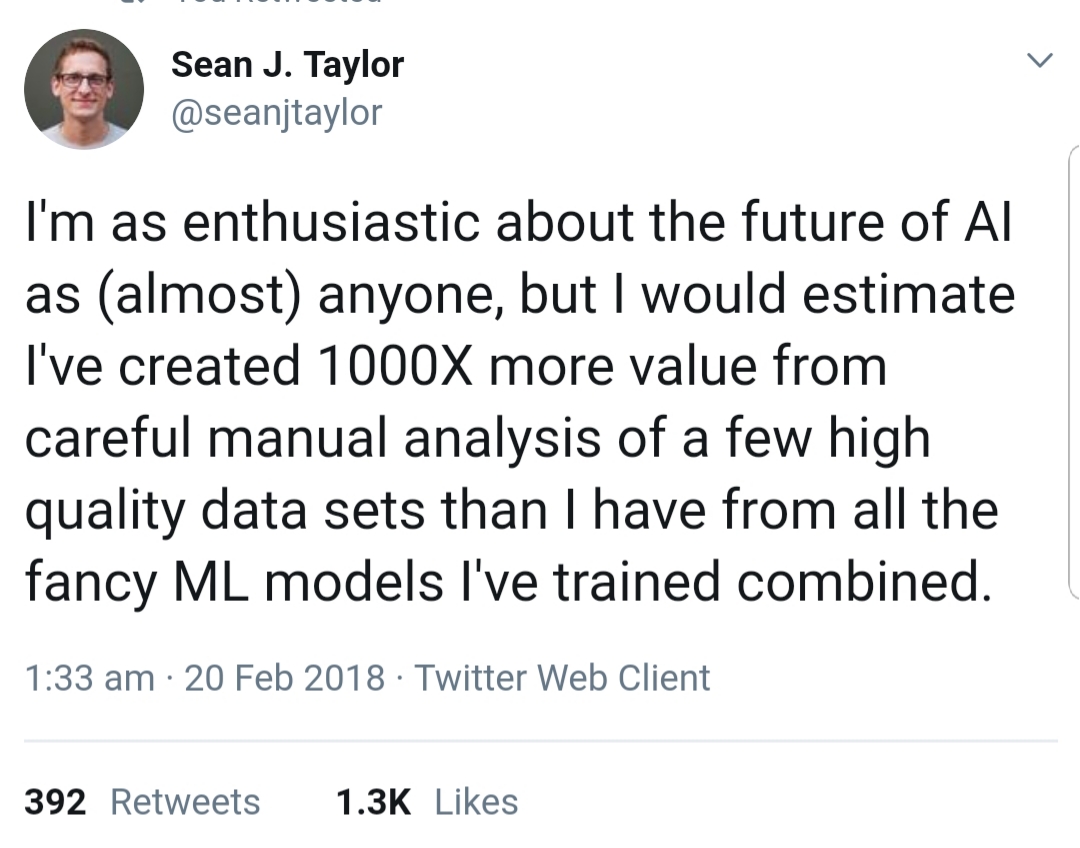 Sean J. Taylor
@seanjtaylor
I'm as enthusiastic about the future of AI
as (almost) anyone, but I would estimate
I've created 1000X more value from
careful manual analysis of a few high
quality data sets than I have from all the
fancy ML models I've trained combined.
1:33 am · 20 Feb 2018 · Twitter Web Client
392 Retweets 1.3K Likes